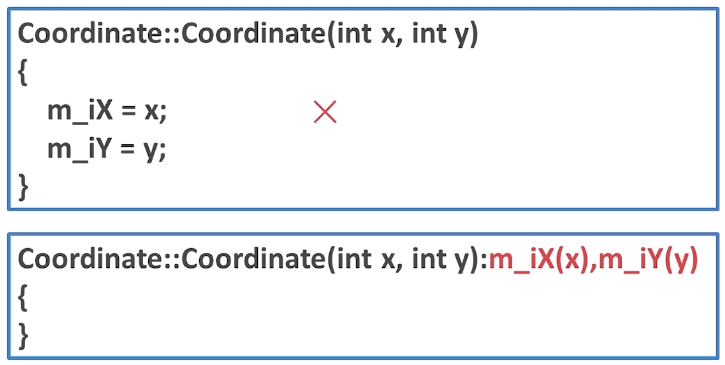 Coordinate::Coordinate(int x, int y)
{
m_iX = x;
m_iY = y;
}
Coordinate::Coordinate(int x, int y):m_iX(x),m_iY(y)
{
}